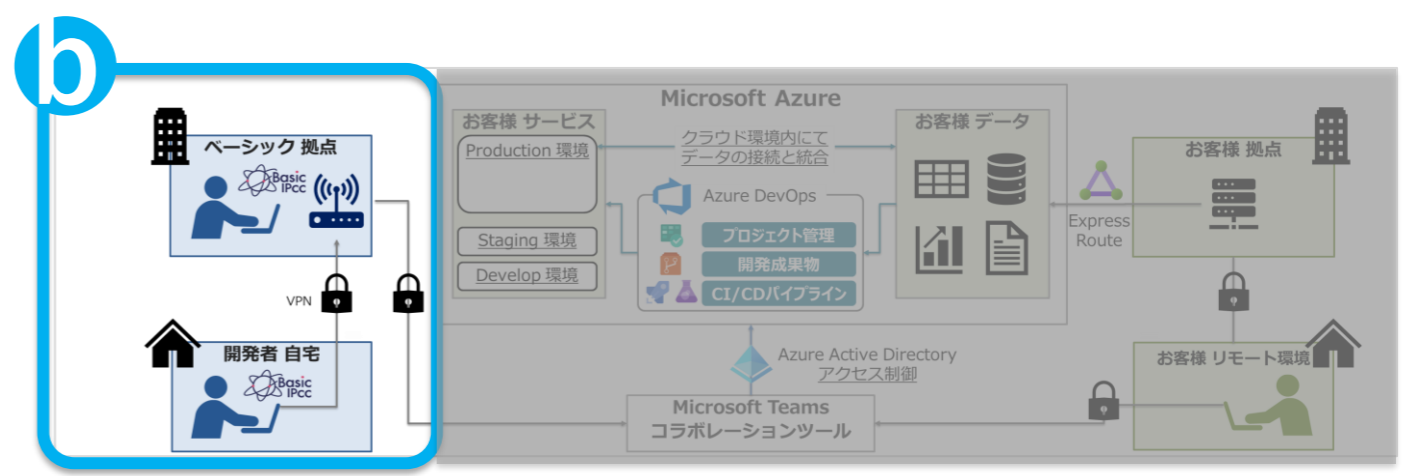 b
ベーシック 拠点
Basic
IPcc
VPN
開発者 自宅
Basic
IPcc
Microsoft Azure
お客様 サービス
Production 環境
Staging 環境
Develop 環境
クラウド環境内にて
データの接続と統合
Azure DevOps
プロジェクト管理
開発成果物
CI/CDパイプライン
お客様 データ
Express
Route
お客様 拠点
お客様 リモート環境
Azure Active Directory
アクセス制御
Microsoft Teams
コラボレーションツール